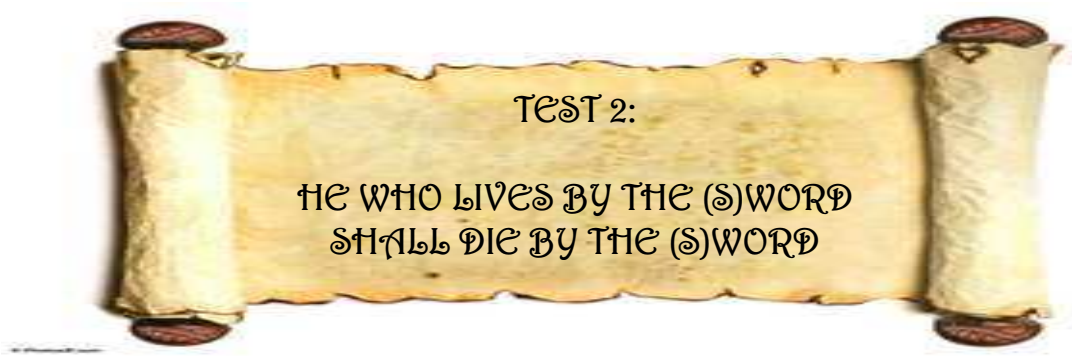 TEST 2:
HE WHO LIVES BY THE (S)WORD
SHALL DIE BY THE (S)WORD